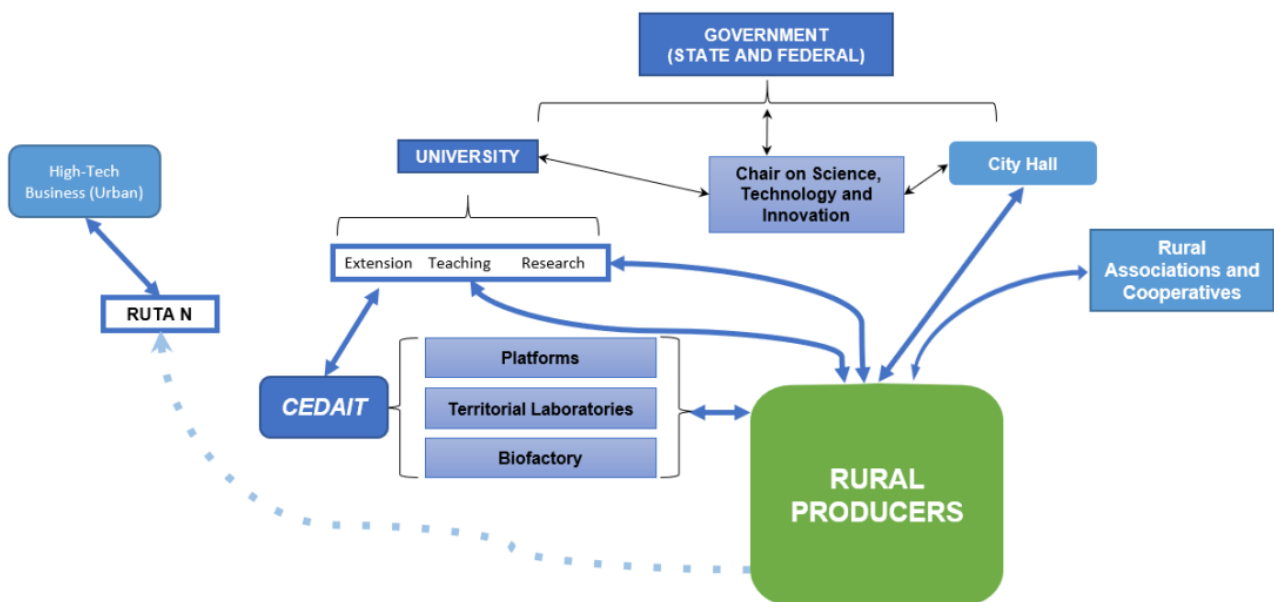 GOVERNMENT
(STATE AND FEDERAL)
UNIVERSITY
Chair on Science,
Technology and
Innovation
City Hall
High-Tech
Business (Urban)
Extension Teaching Research
Rural
Associations and
Cooperatives
RUTA N
Platforms
CEDAIT
Territorial Laboratories
Biofactory
RURAL
PRODUCERS